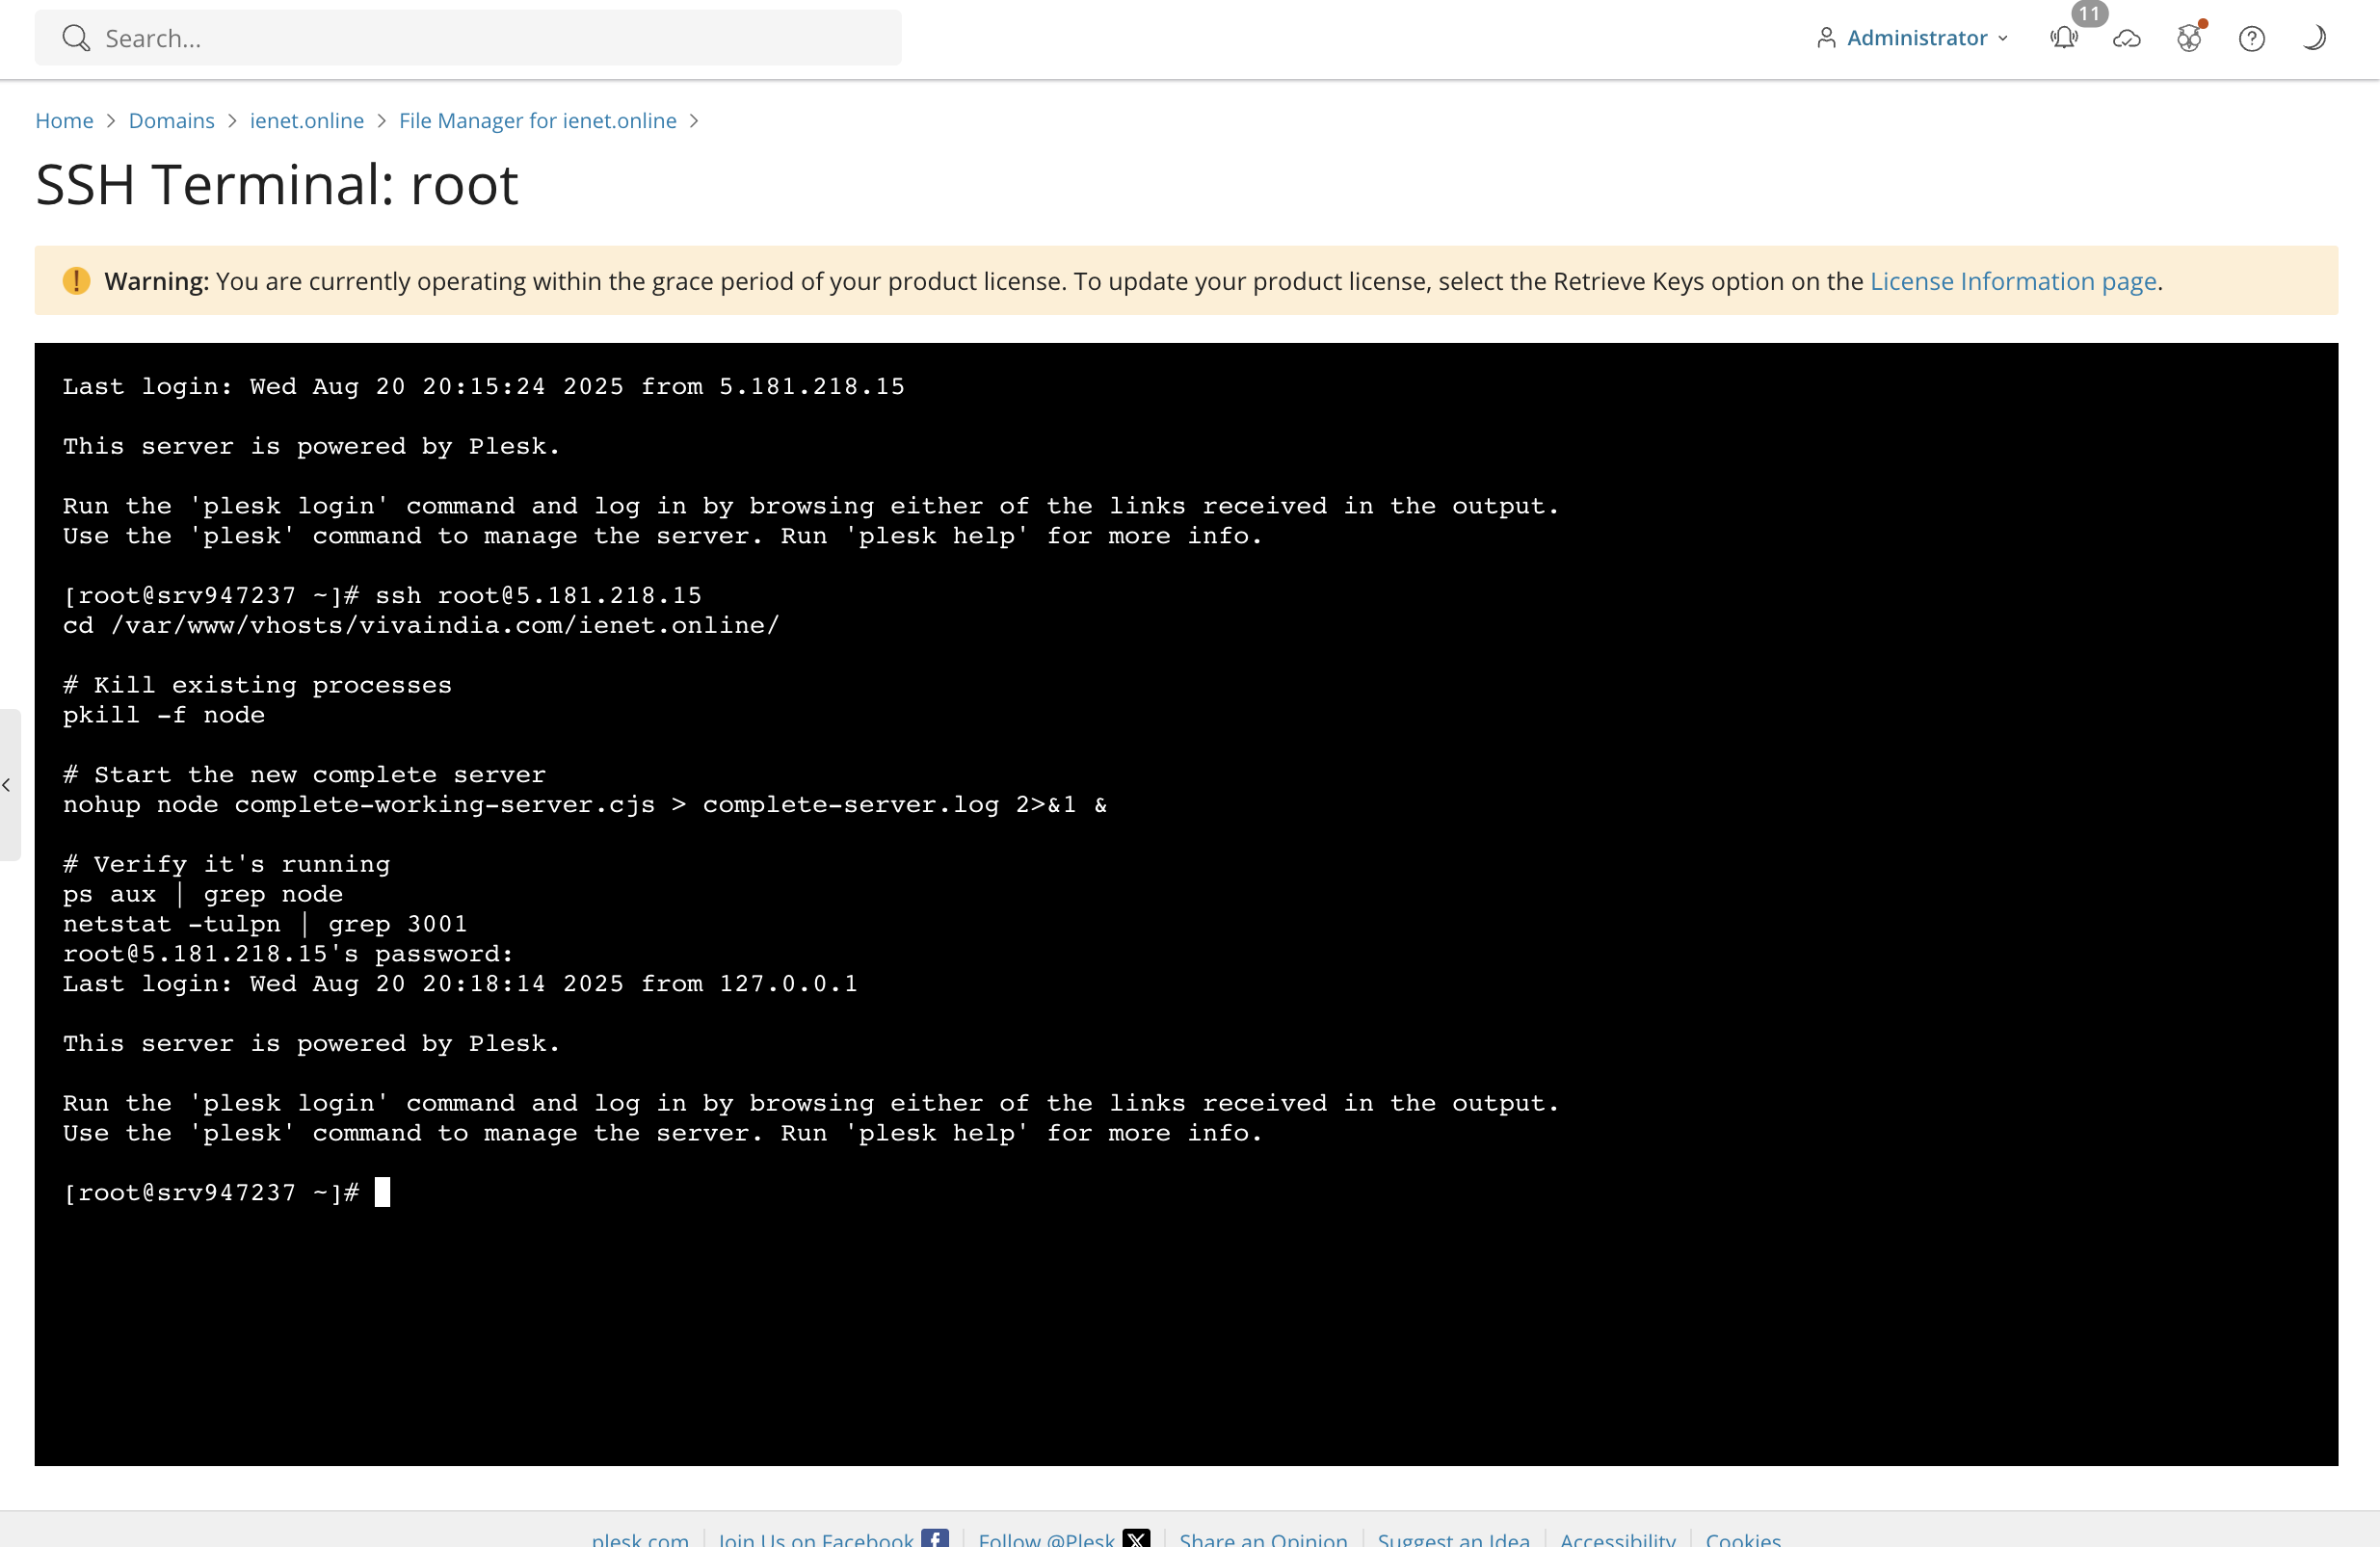 Search...
Administrator
11
Home > Domains > ienet.online > File Manager for ienet.online >
SSH Terminal: root
Warning: You are currently operating within the grace period of your product license. To update your product license, select the Retrieve Keys option on the License Information page.
Last login: Wed Aug 20 20:15:24 2025 from 5.181.218.15
This server is powered by Plesk.
Run the 'plesk login' command and log in by browsing either of the links received in the output.
Use the 'plesk' command to manage the server. Run 'plesk help' for more info.
[root@srv947237 ~]# ssh root@5.181.218.15
cd /var/www/vhosts/vivaindia.com/ienet.online/
# Kill existing processes
pkill -f node
# Start the new complete server
nohup node complete-working-server.cjs > complete-server.log 2>&1 &
# Verify it's running
ps aux | grep node
netstat -tulpn | grep 3001
root@5.181.218.15's password:
Last login: Wed Aug 20 20:18:14 2025 from 127.0.0.1
This server is powered by Plesk.
Run the 'plesk login' command and log in by browsing either of the links received in the output.
Use the 'plesk' command to manage the server. Run 'plesk help' for more info.
[root@srv947237 ~]#
plesk.com Join Us on Facebook Follow @Plesk Share an Opinion Suggest an Idea Accessibility Cookies